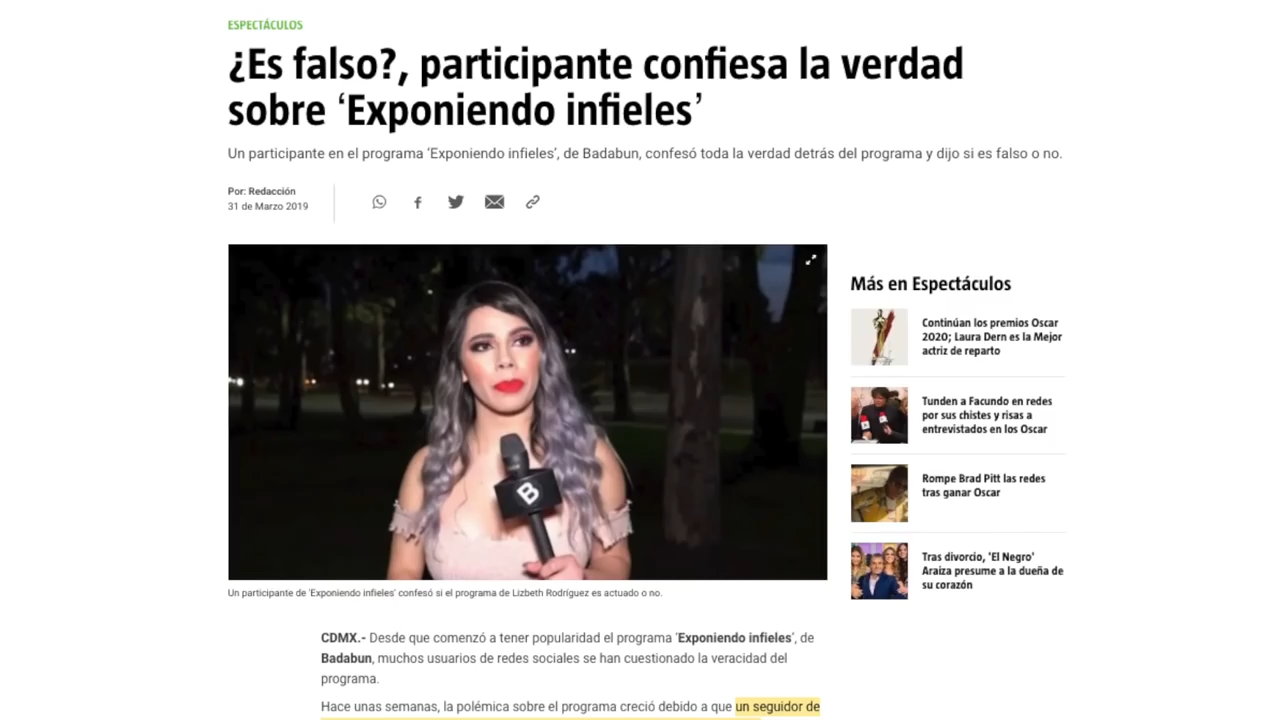 ESPECTÁCULOS
¿Es falso?, participante confiesa la verdad
sobre ‘Exponiendo infieles’
Un participante en el programa ‘Exponiendo infieles’, de Badabun, confesó toda la verdad detrás del programa y dijo si es falso o no.
Por: Redacción
31 de Marzo 2019
B
Un participante de 'Exponiendo infieles' confesó si el programa de Lizbeth Rodríguez es actuado o no.
CDMX.- Desde que comenzó a tener popularidad el programa 'Exponiendo infieles', de
Badabun, muchos usuarios de redes sociales se han cuestionado la veracidad del
programa.
Hace unas semanas, la polémica sobre el programa creció debido a que un seguidor de
Más en Espectáculos
Continúan los premios Oscar
2020; Laura Dern es la Mejor
actriz de reparto
Tunden a Facundo en redes
por sus chistes y risas a
entrevistados en los Oscar
Rompe Brad Pitt las redes
tras ganar Oscar
Tras divorcio, 'El Negro'
Araiza presume a la dueña de
su corazón